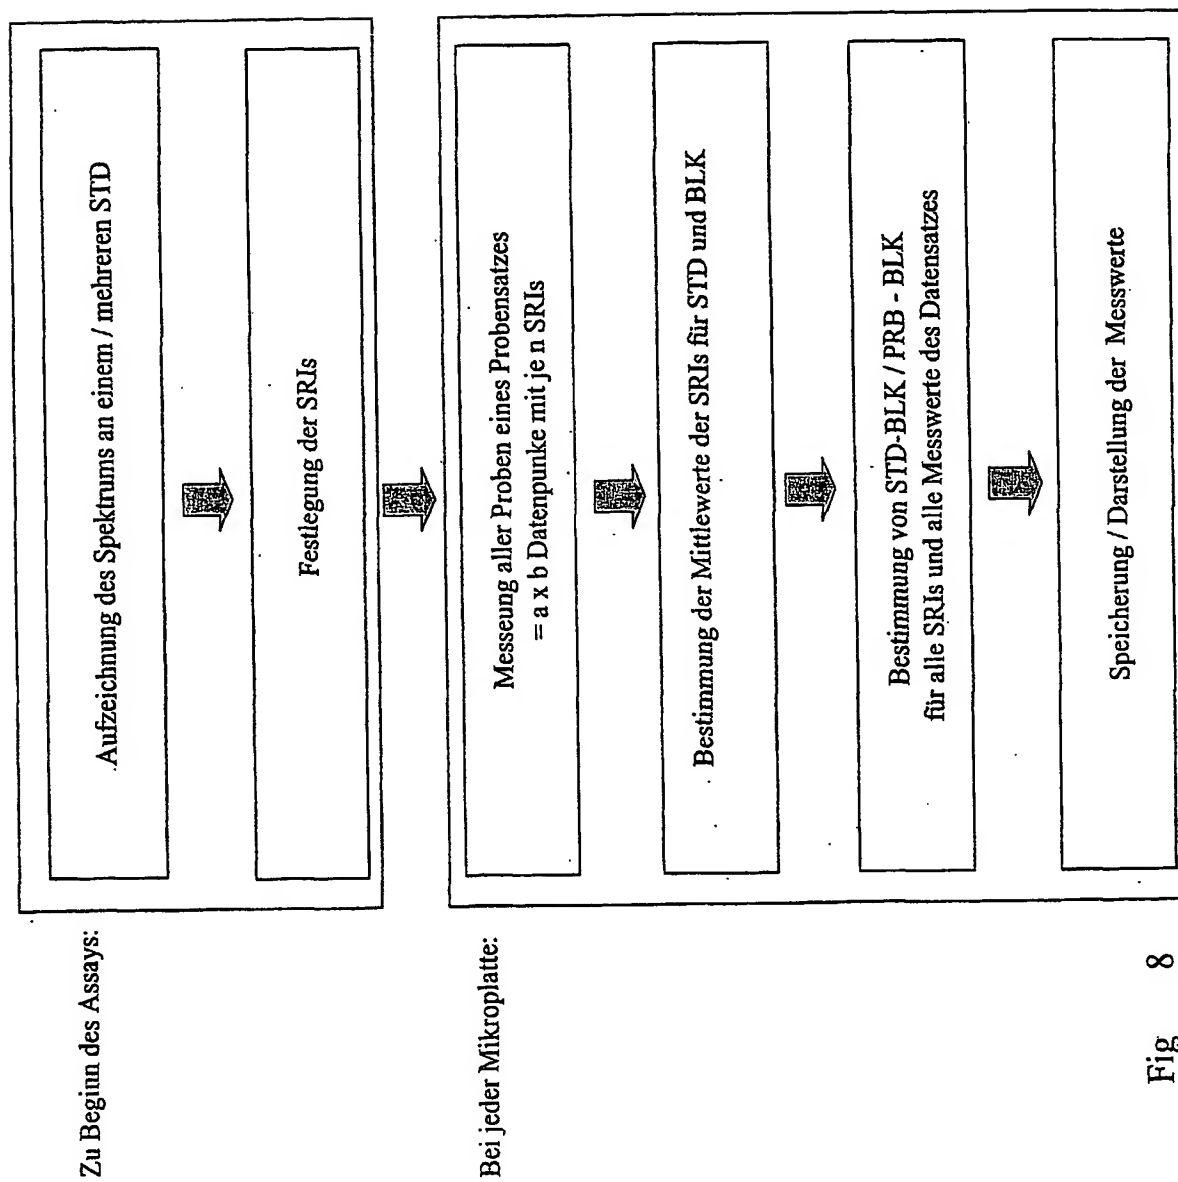 Zu Beginn des Assays:
Aufzeichnung des Spektrums an einem / mehreren STD
Festlegung der SRIs
Bei jeder Mikroplatte:
Messeung aller Proben eines Probensatzes
= a x b Datenpunke mit je n SRIs
Bestimmung der Mittlewerte der SRIs für STD und BLK
Bestimmung von STD-BLK / PRB - BLK
für alle SRIs und alle Messwerte des Datensatzes
Speicherung / Darstellung der Messwerte
Fig 8